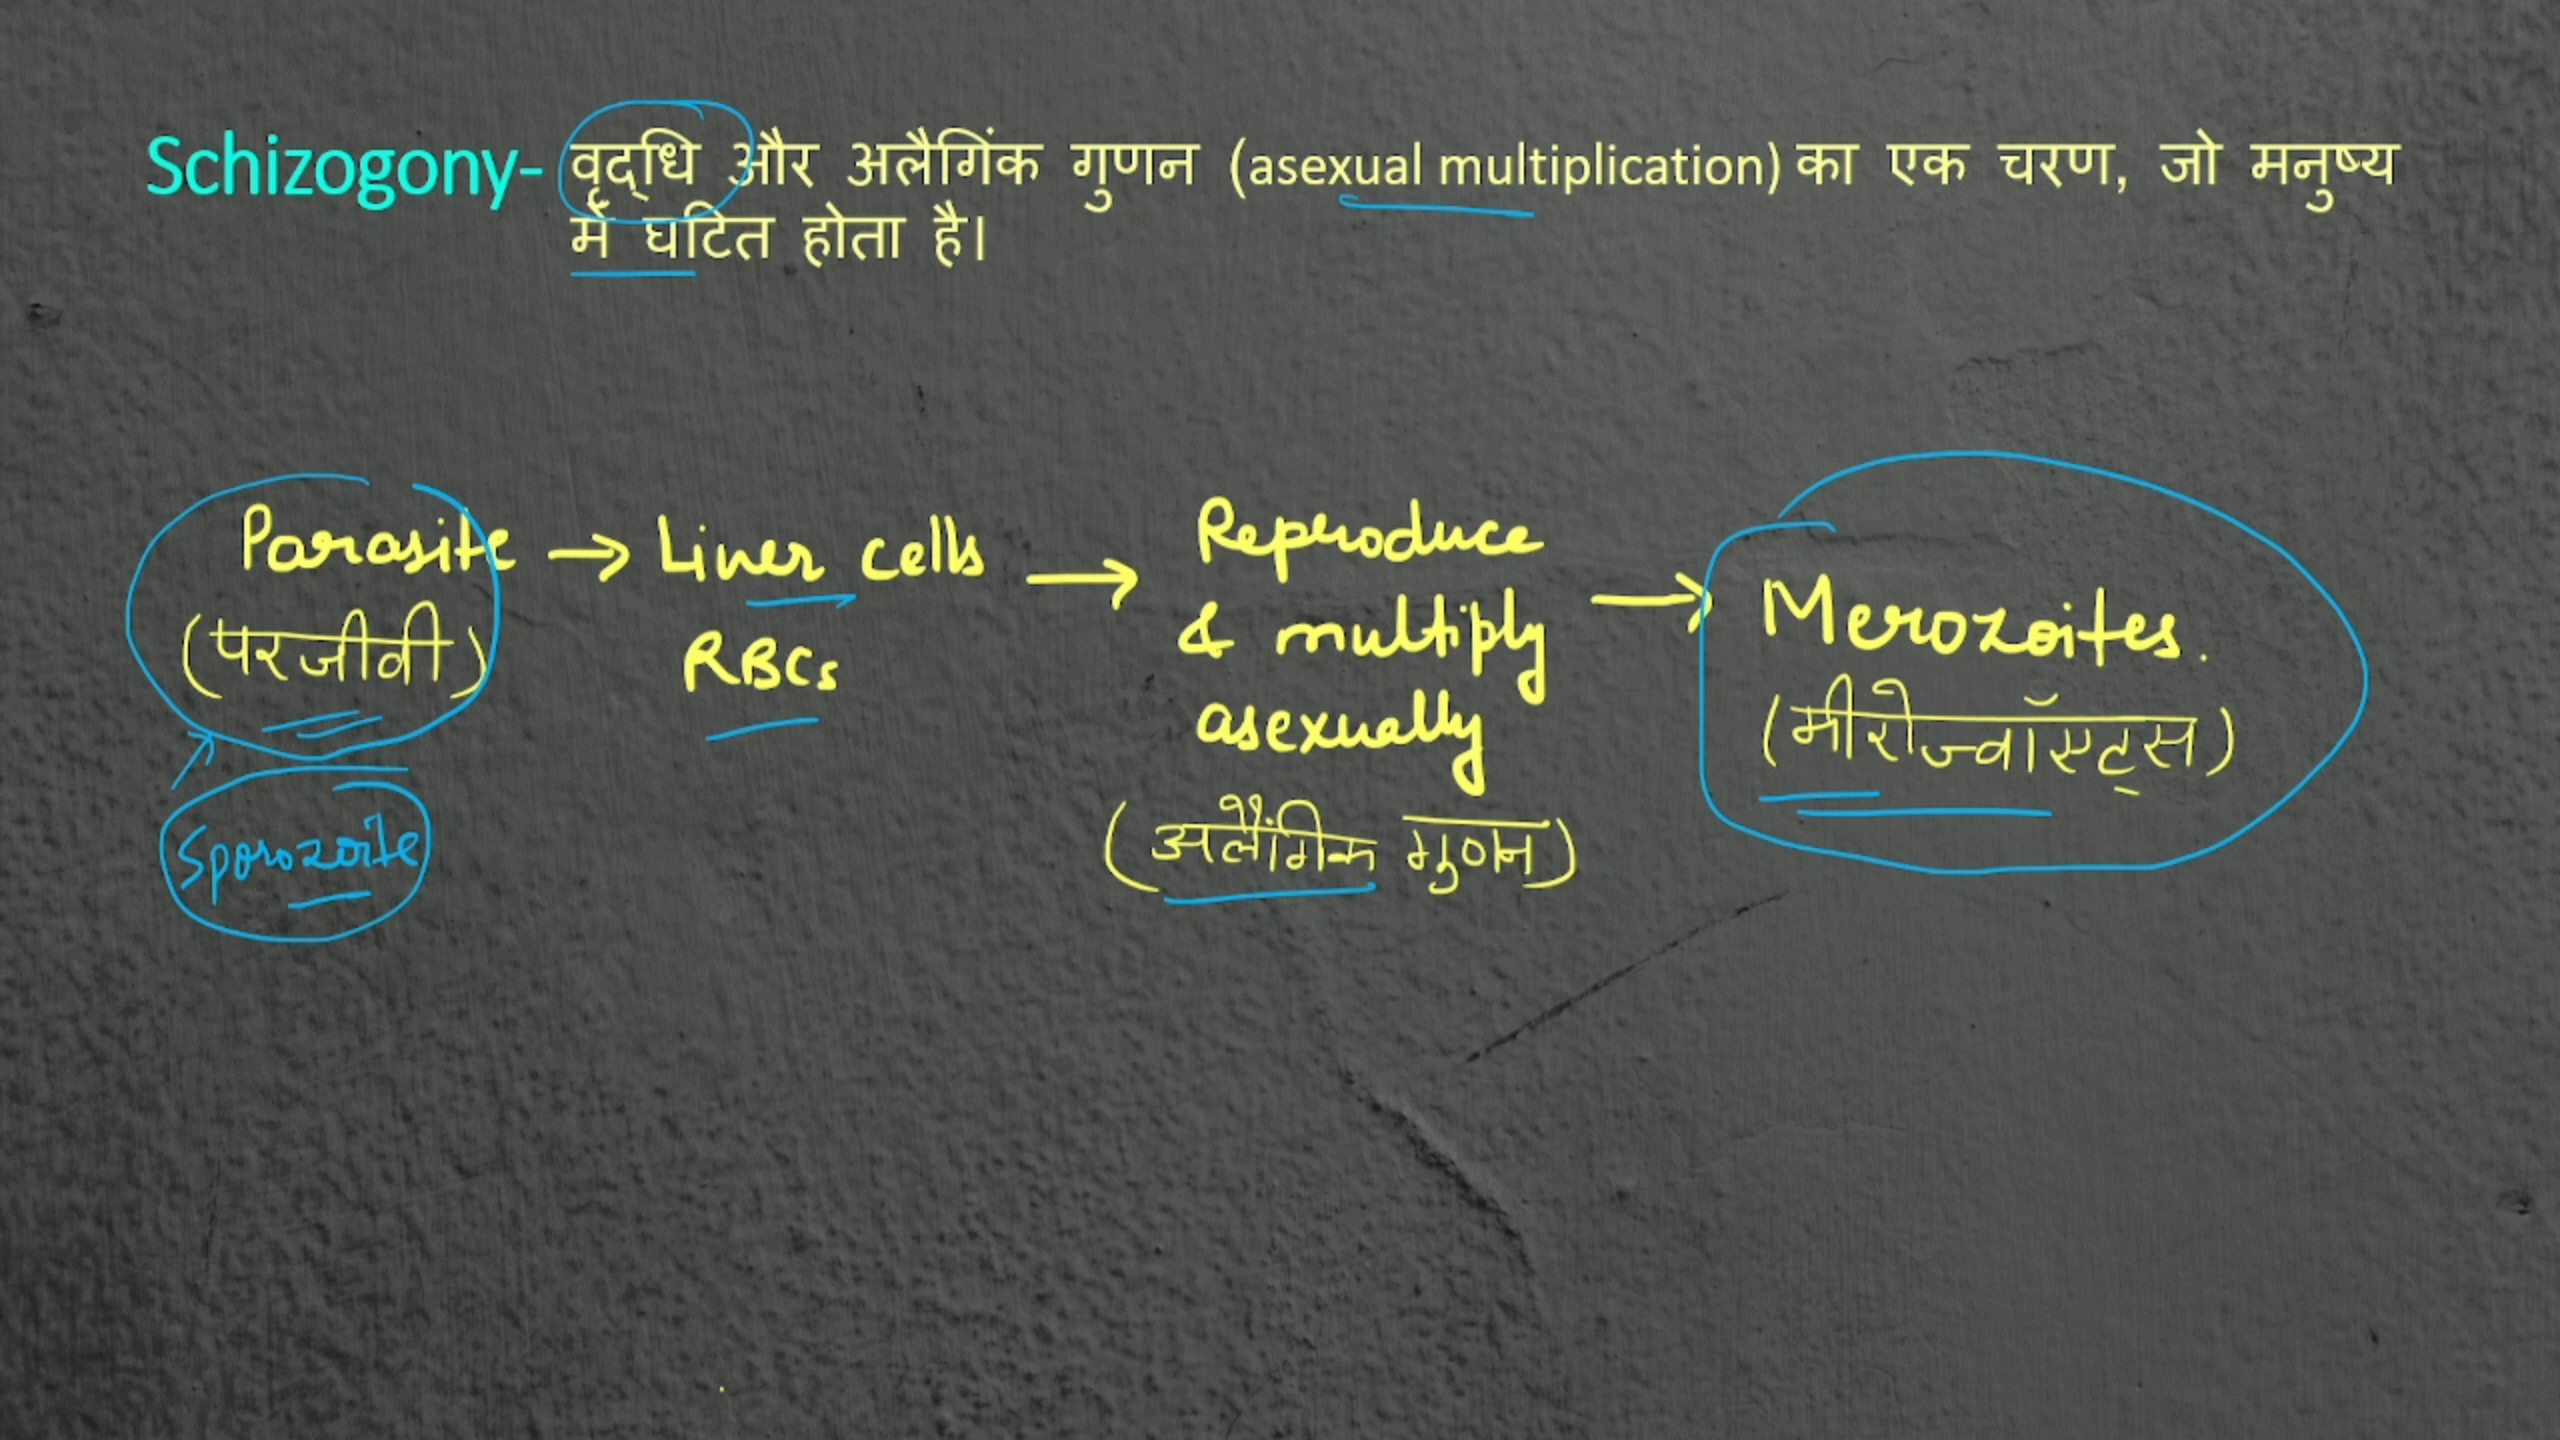 Schizogony- वृद्धि और अलैगिंक गुणन (asexual multiplication) का एक चरण, जो मनुष्य
में घटित होता है।
Parasite → Liver cells → Reproduce & multiply asexually → Merozoites.
(परजीवी)
RBCs
(अलैंगिक गुणन)
(मीरोज्वॉएट्स)
Sporozoite